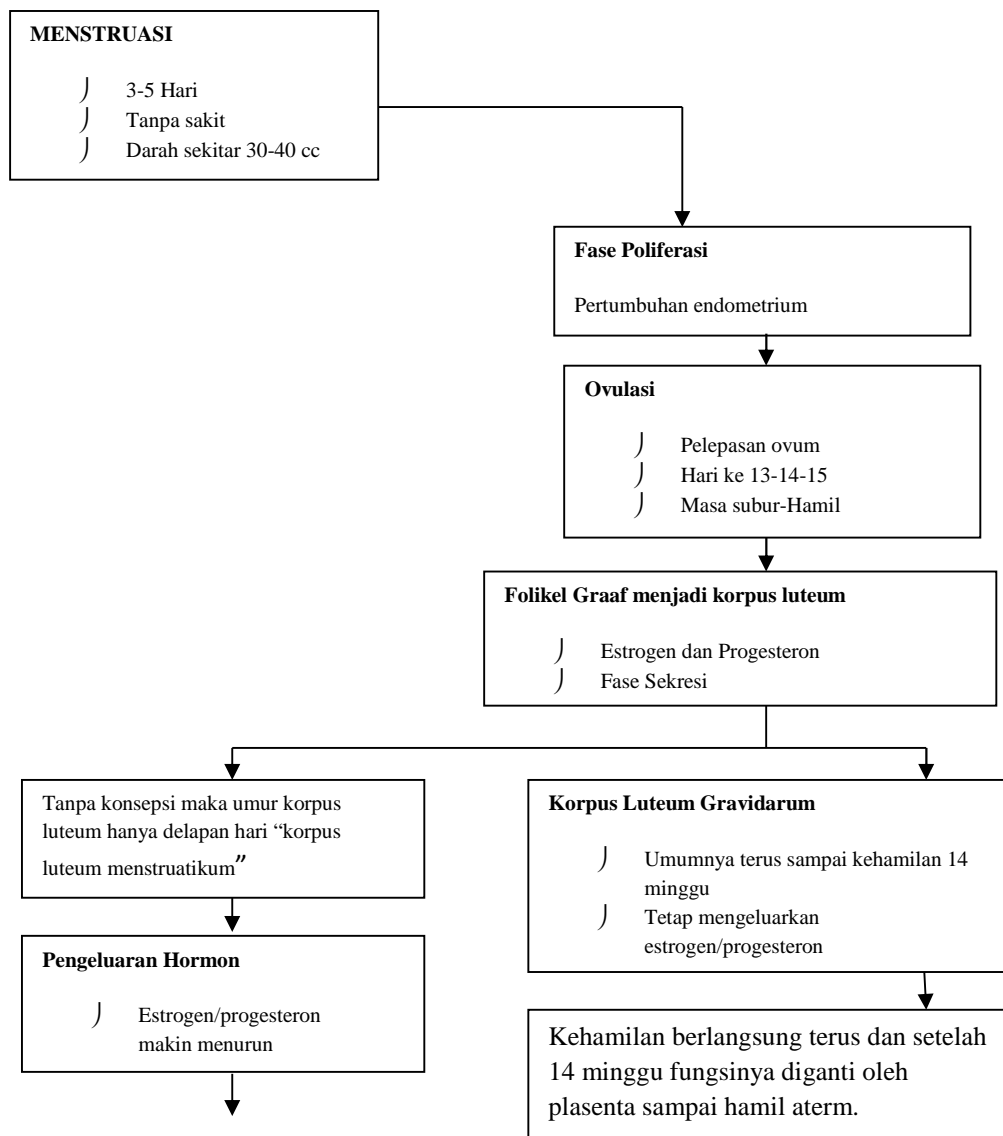 MENSTRUASI
⌡ 3-5 Hari
⌡ Tanpa sakit
⌡ Darah sekitar 30-40 cc
Fase Poliferasi
Pertumbuhan endometrium
Ovulasi
⌡ Pelepasan ovum
⌡ Hari ke 13-14-15
⌡ Masa subur-Hamil
Folikel Graaf menjadi korpus luteum
⌡ Estrogen dan Progesteron
⌡ Fase Sekresi
Tanpa konsepsi maka umur korpus
luteum hanya delapan hari “korpus
luteum menstruatikum”
Pengeluaran Hormon
⌡ Estrogen/progesteron
makin menurun
Korpus Luteum Gravidarum
⌡ Umumnya terus sampai kehamilan 14
minggu
⌡ Tetap mengeluarkan
estrogen/progesteron
Kehamilan berlangsung terus dan setelah
14 minggu fungsinya diganti oleh
plasenta sampai hamil aterm.